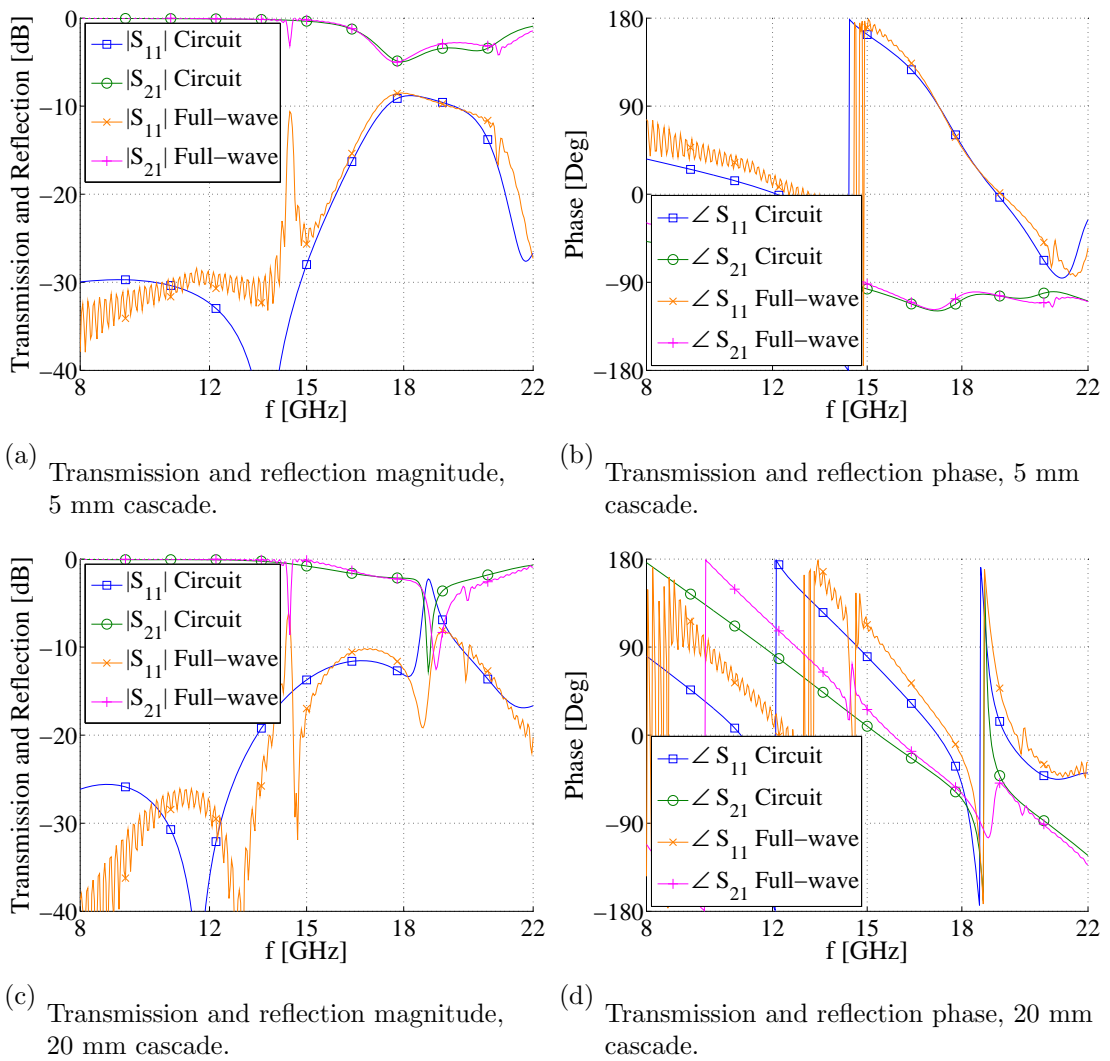 Transmission and Reflection [dB]
0
−10
−20
−30
−40
|S11| Circuit
|S21| Circuit
|S11| Full−wave
|S21| Full−wave
8 12 15 18 22
f [GHz]
(a) Transmission and reflection magnitude,
5 mm cascade.
Phase [Deg]
180
90
0
−90
−180
∠ S11 Circuit
∠ S21 Circuit
∠ S11 Full−wave
∠ S21 Full−wave
8 12 15 18 22
f [GHz]
(b) Transmission and reflection phase, 5 mm
cascade.
Transmission and Reflection [dB]
0
−10
−20
−30
−40
|S11| Circuit
|S21| Circuit
|S11| Full−wave
|S21| Full−wave
8 12 15 18 22
f [GHz]
(c) Transmission and reflection magnitude,
20 mm cascade.
Phase [Deg]
180
90
0
−90
−180
∠ S11 Circuit
∠ S21 Circuit
∠ S11 Full−wave
∠ S21 Full−wave
8 12 15 18 22
f [GHz]
(d) Transmission and reflection phase, 20 mm
cascade.